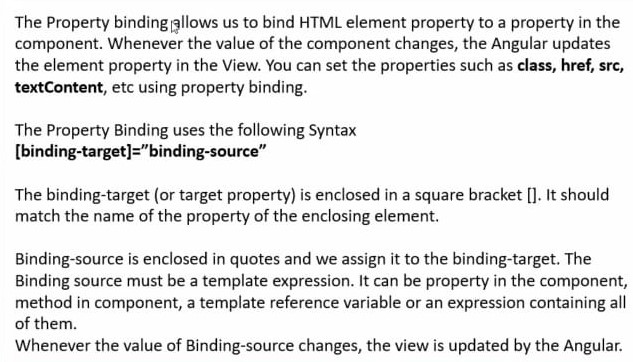 The Property binding allows us to bind HTML element property to a property in the
component. Whenever the value of the component changes, the Angular updates
the element property in the View. You can set the properties such as class, href, src,
textContent, etc using property binding.
The Property Binding uses the following Syntax
[binding-target]=”binding-source”
The binding-target (or target property) is enclosed in a square bracket []. It should
match the name of the property of the enclosing element.
Binding-source is enclosed in quotes and we assign it to the binding-target. The
Binding source must be a template expression. It can be property in the component,
method in component, a template reference variable or an expression containing all
of them.
Whenever the value of Binding-source changes, the view is updated by the Angular.